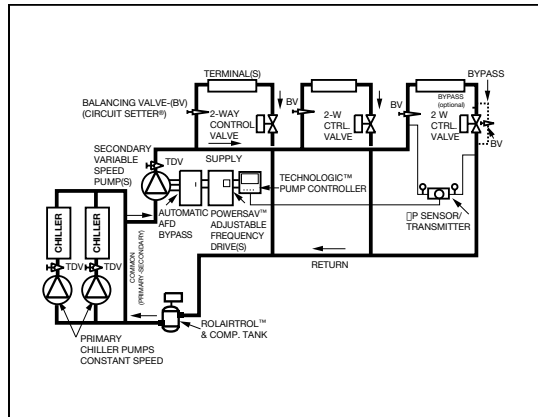 TERMINAL(S)
BYPASS
BALANCING VALVE-(BV)
(CIRCUIT SETTER®)
BV
BV
BYPASS
(optional)
2-WAY
CONTROL
VALVE
2-W
CTRL.
VALVE
2 W
CTRL.
VALVE
BV
SECONDARY
VARIABLE
SPEED
PUMP(S)
TDV
SUPPLY
TECHNOLOGIC™
PUMP CONTROLLER
AUTOMATIC
AFD
BYPASS
POWERSAV™
ADJUSTABLE
FREQUENCY
DRIVE(S)
▯P SENSOR/
TRANSMITTER
CHILLER
CHILLER
COMMON
(PRIMARY-SECONDARY)
TDV
TDV
RETURN
PRIMARY
CHILLER PUMPS
CONSTANT SPEED
ROLAIRTROL™
& COMP. TANK